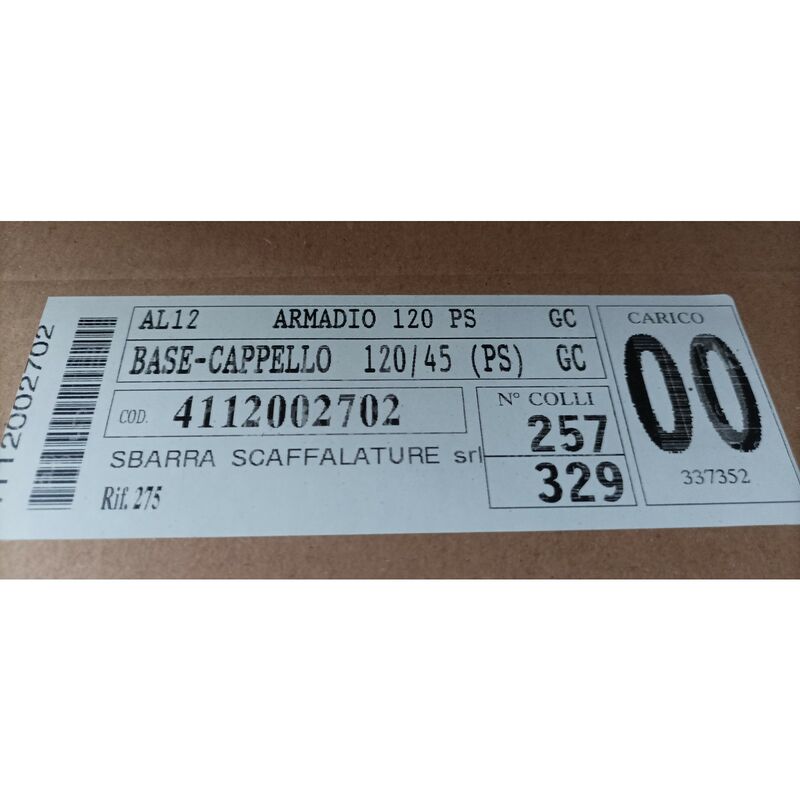 AL12 ARMADIO 120 PS GC
BASE-CAPPELLO 120/45 (PS) GC
COD. 4112002702
SBARRA SCAFFALATURE srl
Rif. 275
N° COLLI
257
329
CARICO
00
337352
4112002702